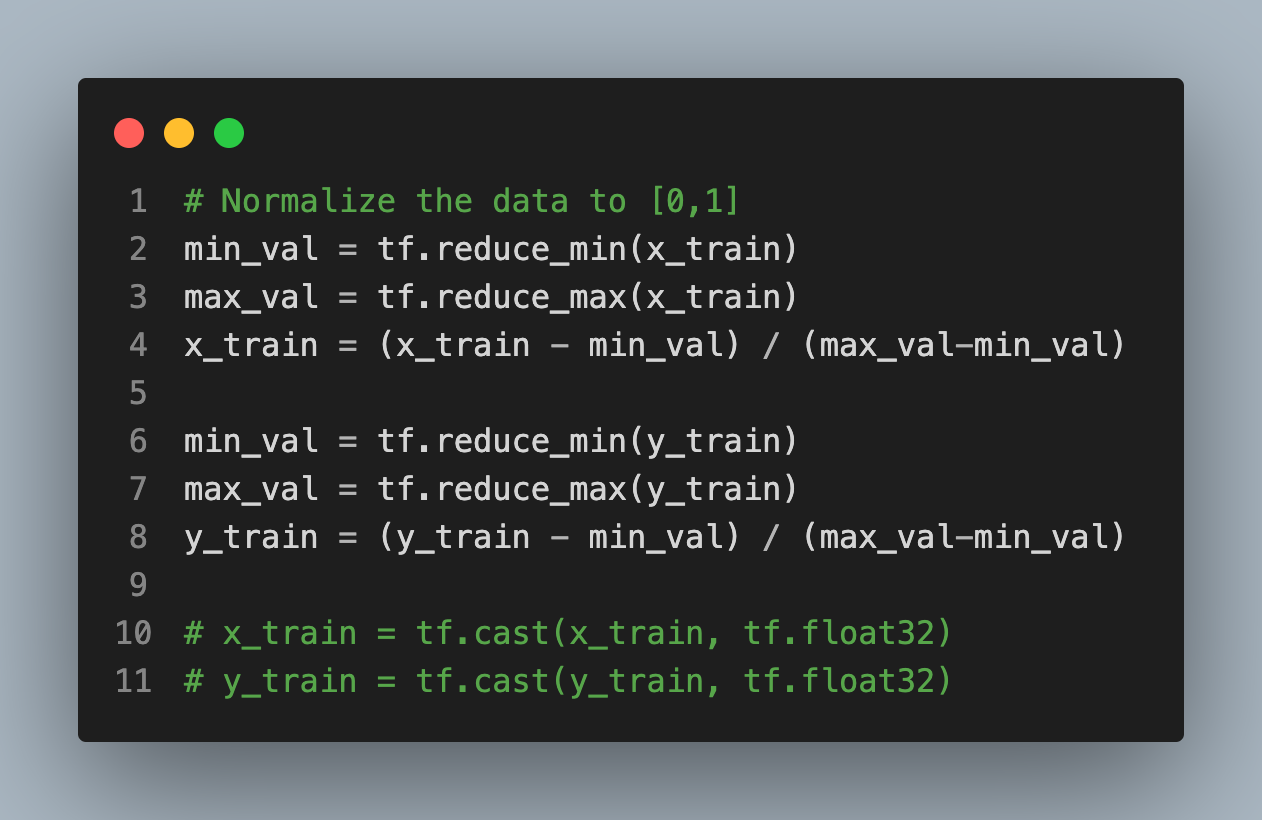 1 # Normalize the data to [0,1]
2 min_val = tf.reduce_min(x_train)
3 max_val = tf.reduce_max(x_train)
4 x_train = (x_train - min_val) / (max_val-min_val)
5
6 min_val = tf.reduce_min(y_train)
7 max_val = tf.reduce_max(y_train)
8 y_train = (y_train - min_val) / (max_val-min_val)
9
10 # x_train = tf.cast(x_train, tf.float32)
11 # y_train = tf.cast(y_train, tf.float32)